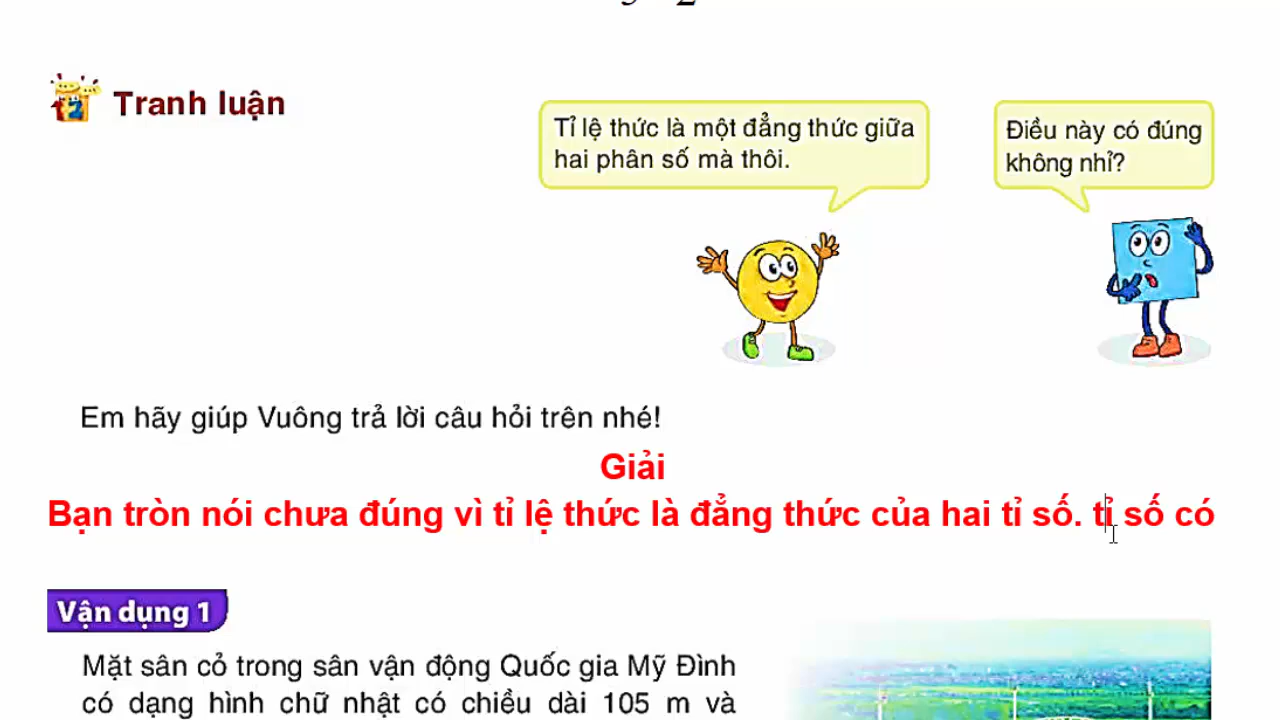 Tranh luận
Tỉ lệ thức là một đẳng thức giữa
hai phân số mà thôi.
Điều này có đúng
không nhỉ?
Em hãy giúp Vuông trả lời câu hỏi trên nhé!
Giải
Bạn tròn nói chưa đúng vì tỉ lệ thức là đẳng thức của hai tỉ số. tỉ số có
Vận dụng 1
Mặt sân cỏ trong sân vận động Quốc gia Mỹ Đình
có dạng hình chữ nhật có chiều dài 105 m và